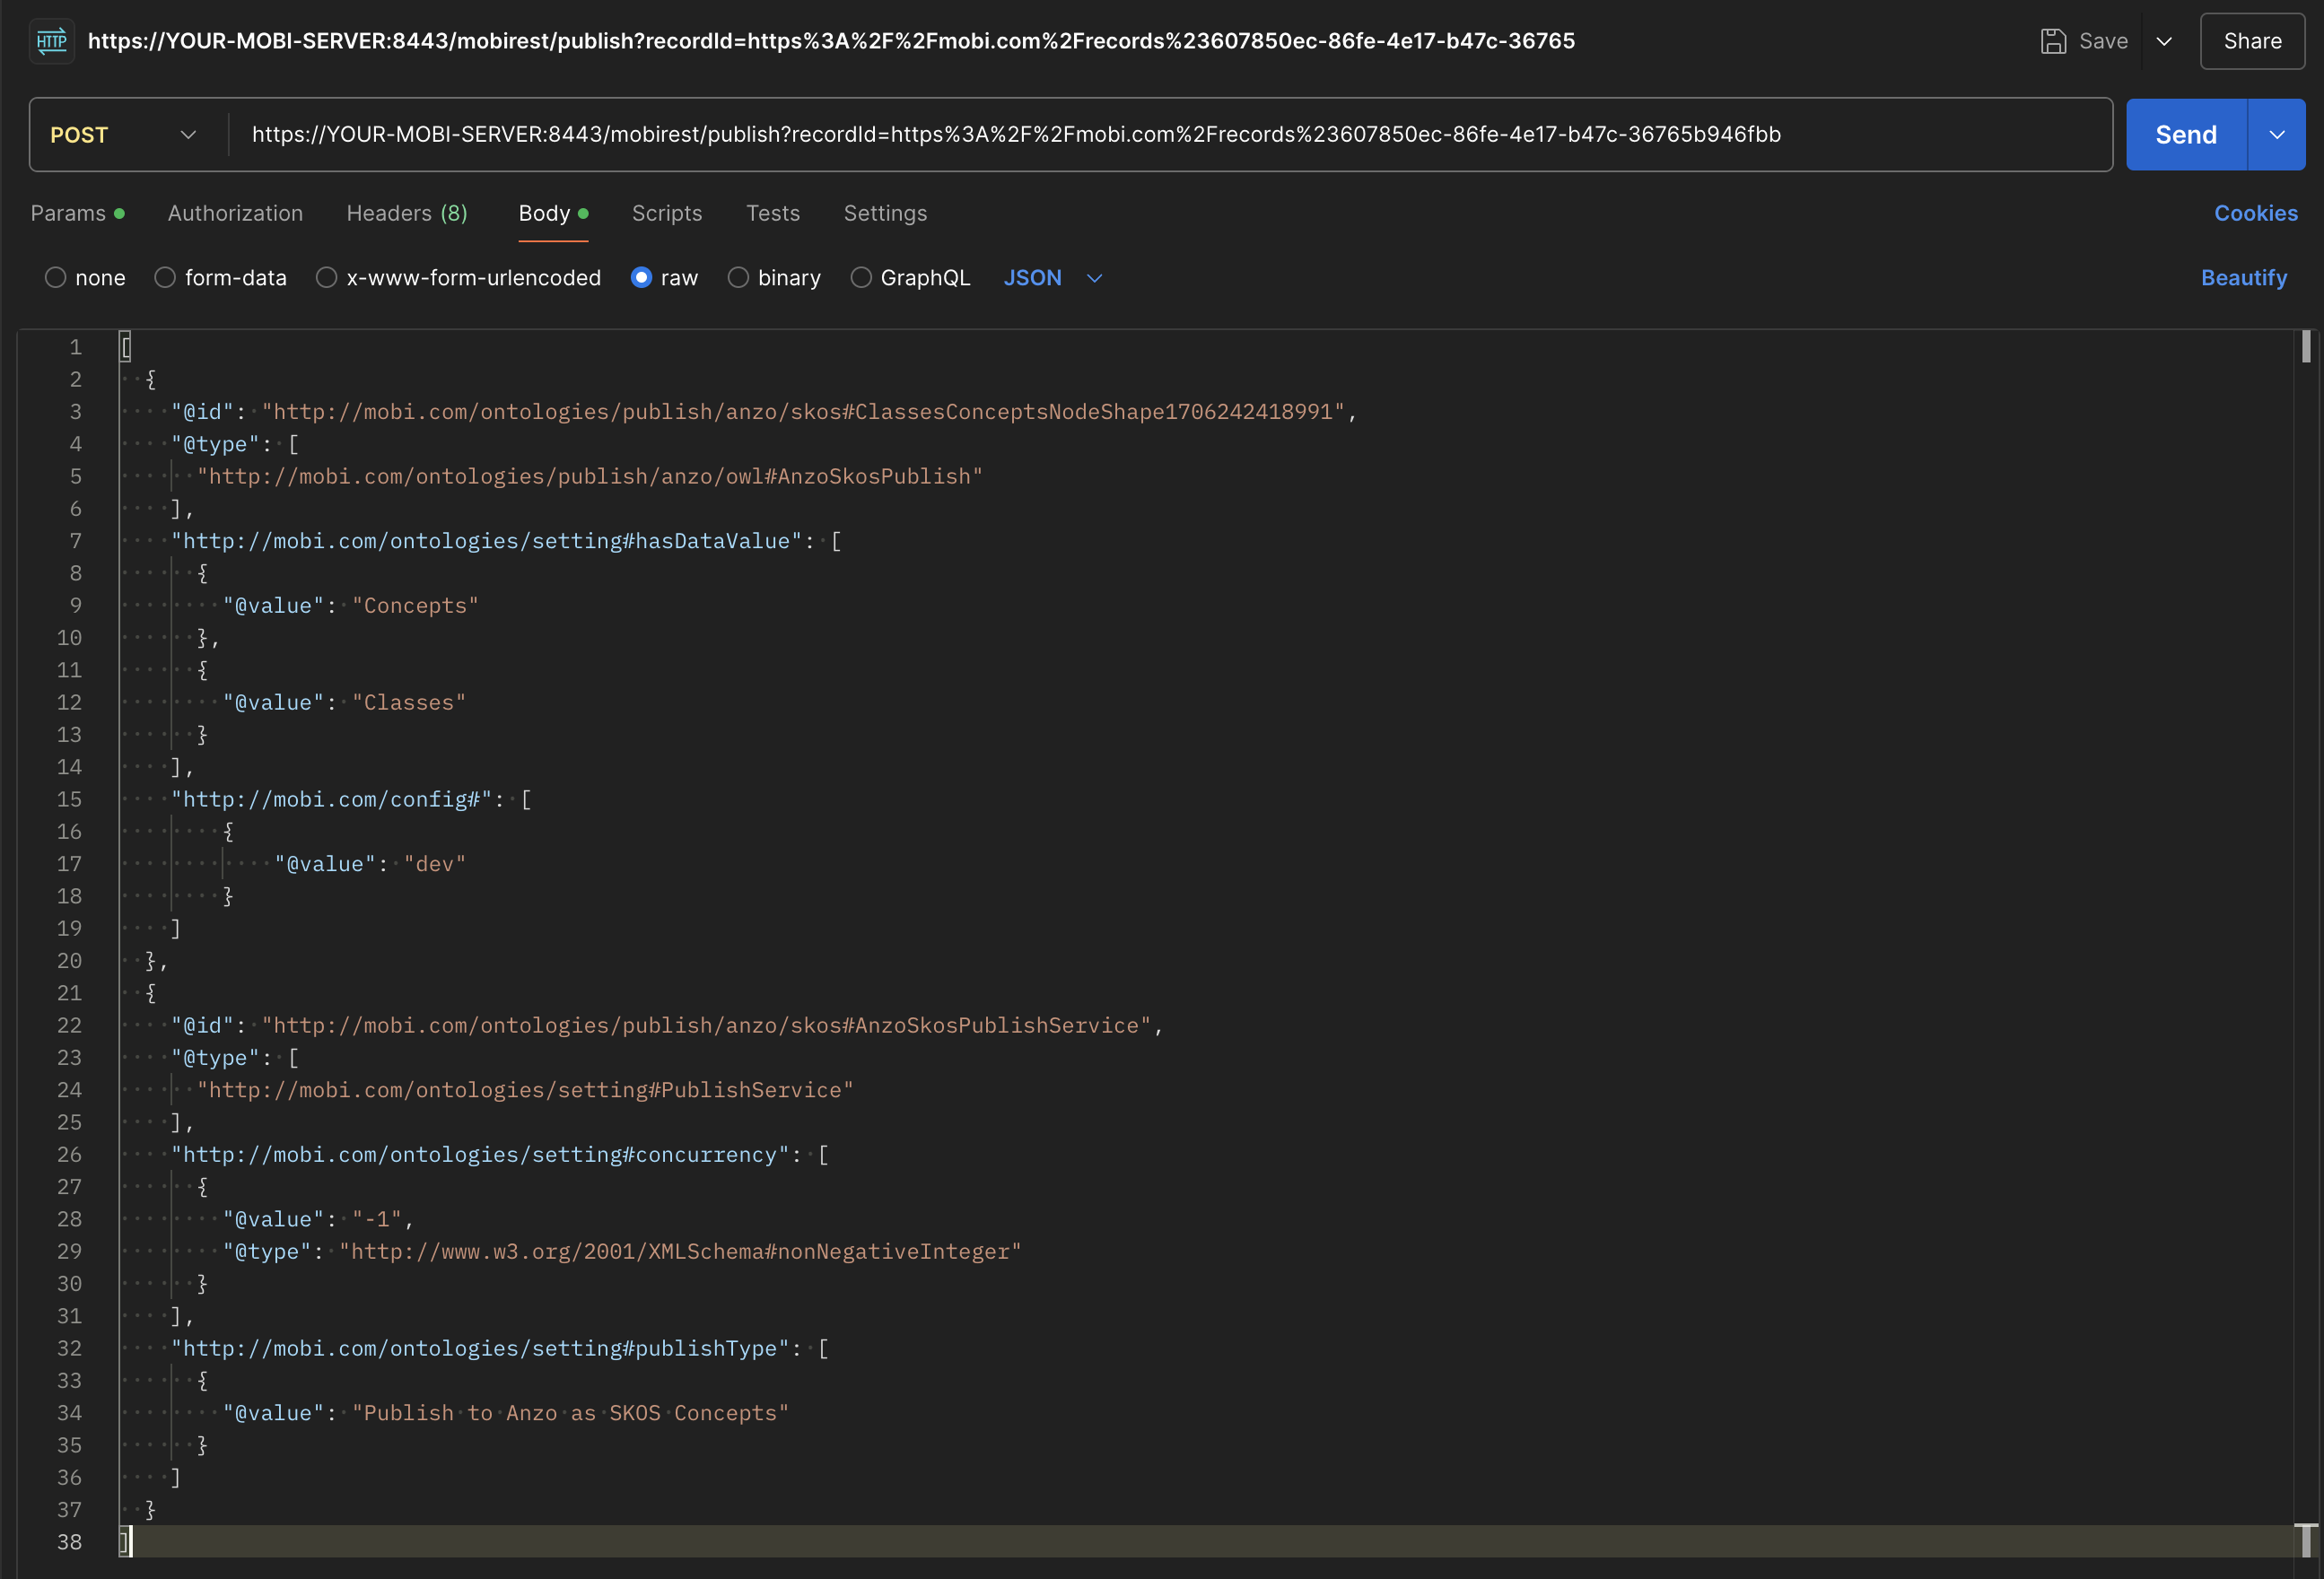 HTTP https://YOUR-MOBI-SERVER:8443/mobirest/publish?recordId=https%3A%2F%2Fmobi.com%2Frecords%23607850ec-86fe-4e17-b47c-36765 Save Share
POST https://YOUR-MOBI-SERVER:8443/mobirest/publish?recordId=https%3A%2F%2Fmobi.com%2Frecords%23607850ec-86fe-4e17-b47c-36765b946fbb Send
Params Authorization Headers (8) Body Scripts Tests Settings Cookies
none form-data x-www-form-urlencoded raw binary GraphQL JSON Beautify
1 [
2 {
3 "@id": "http://mobi.com/ontologies/publish/anzo/skos#ClassesConceptsNodeShape1706242418991",
4 "@type": [
5 "http://mobi.com/ontologies/publish/anzo/owl#AnzoSkosPublish"
6 ],
7 "http://mobi.com/ontologies/setting#hasDataValue": [
8 {
9 "@value": "Concepts"
10 },
11 {
12 "@value": "Classes"
13 }
14 ],
15 "http://mobi.com/config#": [
16 {
17 "@value": "dev"
18 }
19 ]
20 },
21 {
22 "@id": "http://mobi.com/ontologies/publish/anzo/skos#AnzoSkosPublishService",
23 "@type": [
24 "http://mobi.com/ontologies/setting#PublishService"
25 ],
26 "http://mobi.com/ontologies/setting#concurrency": [
27 {
28 "@value": "-1",
29 "@type": "http://www.w3.org/2001/XMLSchema#nonNegativeInteger"
30 }
31 ],
32 "http://mobi.com/ontologies/setting#publishType": [
33 {
34 "@value": "Publish to Anzo as SKOS Concepts"
35 }
36 ]
37 }
38 ]